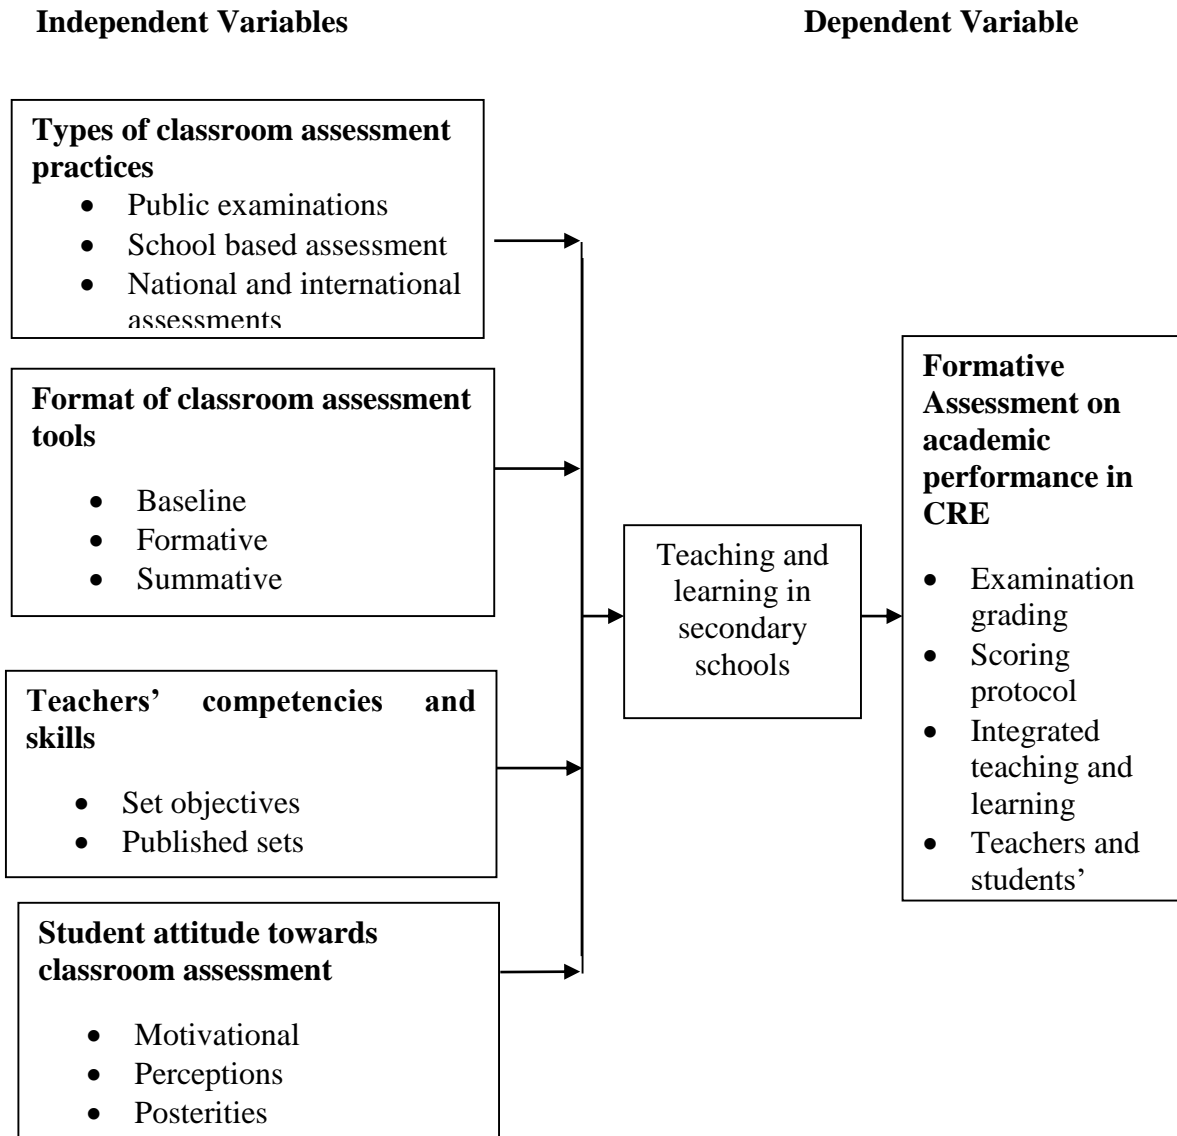 Independent Variables
Dependent Variable
Types of classroom assessment
practices
• Public examinations
• School based assessment
• National and international
assessments
Format of classroom assessment
tools
• Baseline
• Formative
• Summative
Teachers’ competencies and
skills
• Set objectives
• Published sets
Student attitude towards
classroom assessment
• Motivational
• Perceptions
• Posterities
Teaching and
learning in
secondary
schools
Formative
Assessment on
academic
performance in
CRE
• Examination
grading
• Scoring
protocol
• Integrated
teaching and
learning
• Teachers and
students’